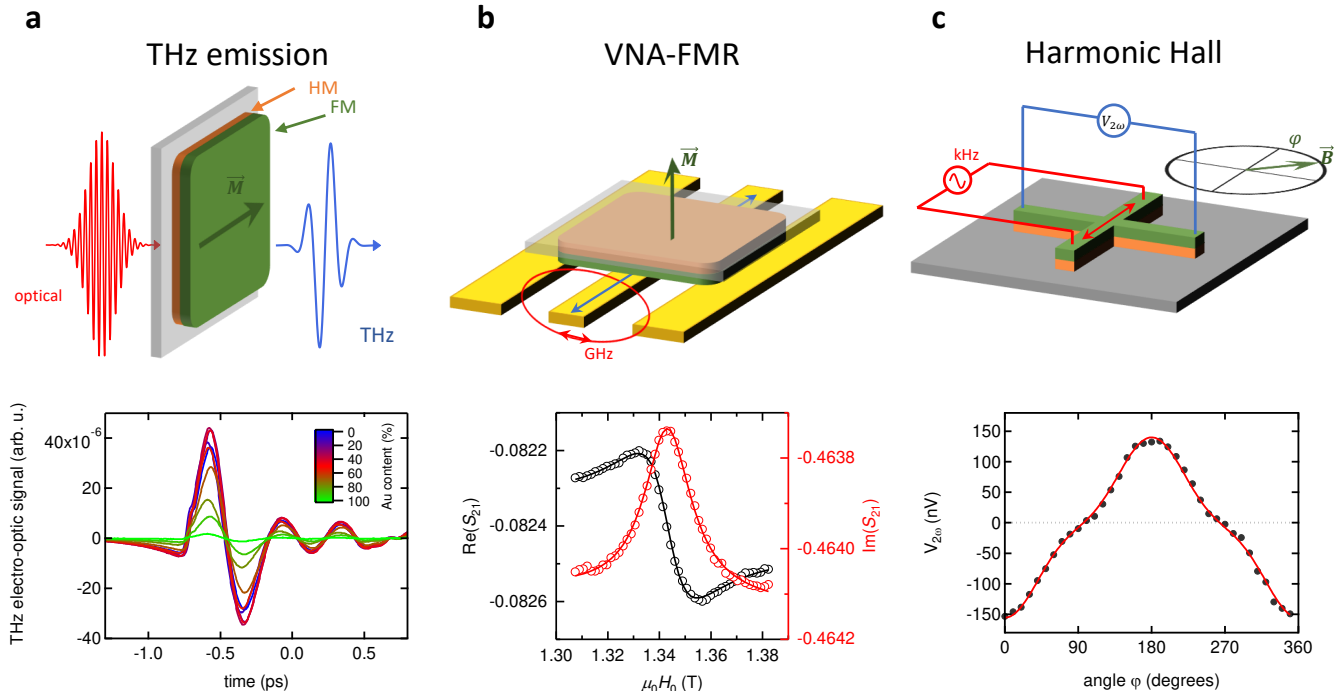 a
THz emission
HM
FM
M
optical
THz
b
VNA-FMR
M
GHz
c
Harmonic Hall
V2ω
kHz
φ
B
THz electro-optic signal (arb. u.)
40x10-6
20
0
-20
-40
-1.0
-0.5
0.0
0.5
time (ps)
0
20
40
60
80
100
Au content (%)
Re(S21)
-0.0822
-0.0824
-0.0826
1.30
1.32
1.34
1.36
1.38
μ0H0 (T)
-0.4638
-0.4640
-0.4642
Im(S21)
V2ω (nV)
150
100
50
0
-50
-100
-150
0
90
180
270
360
angle φ (degrees)